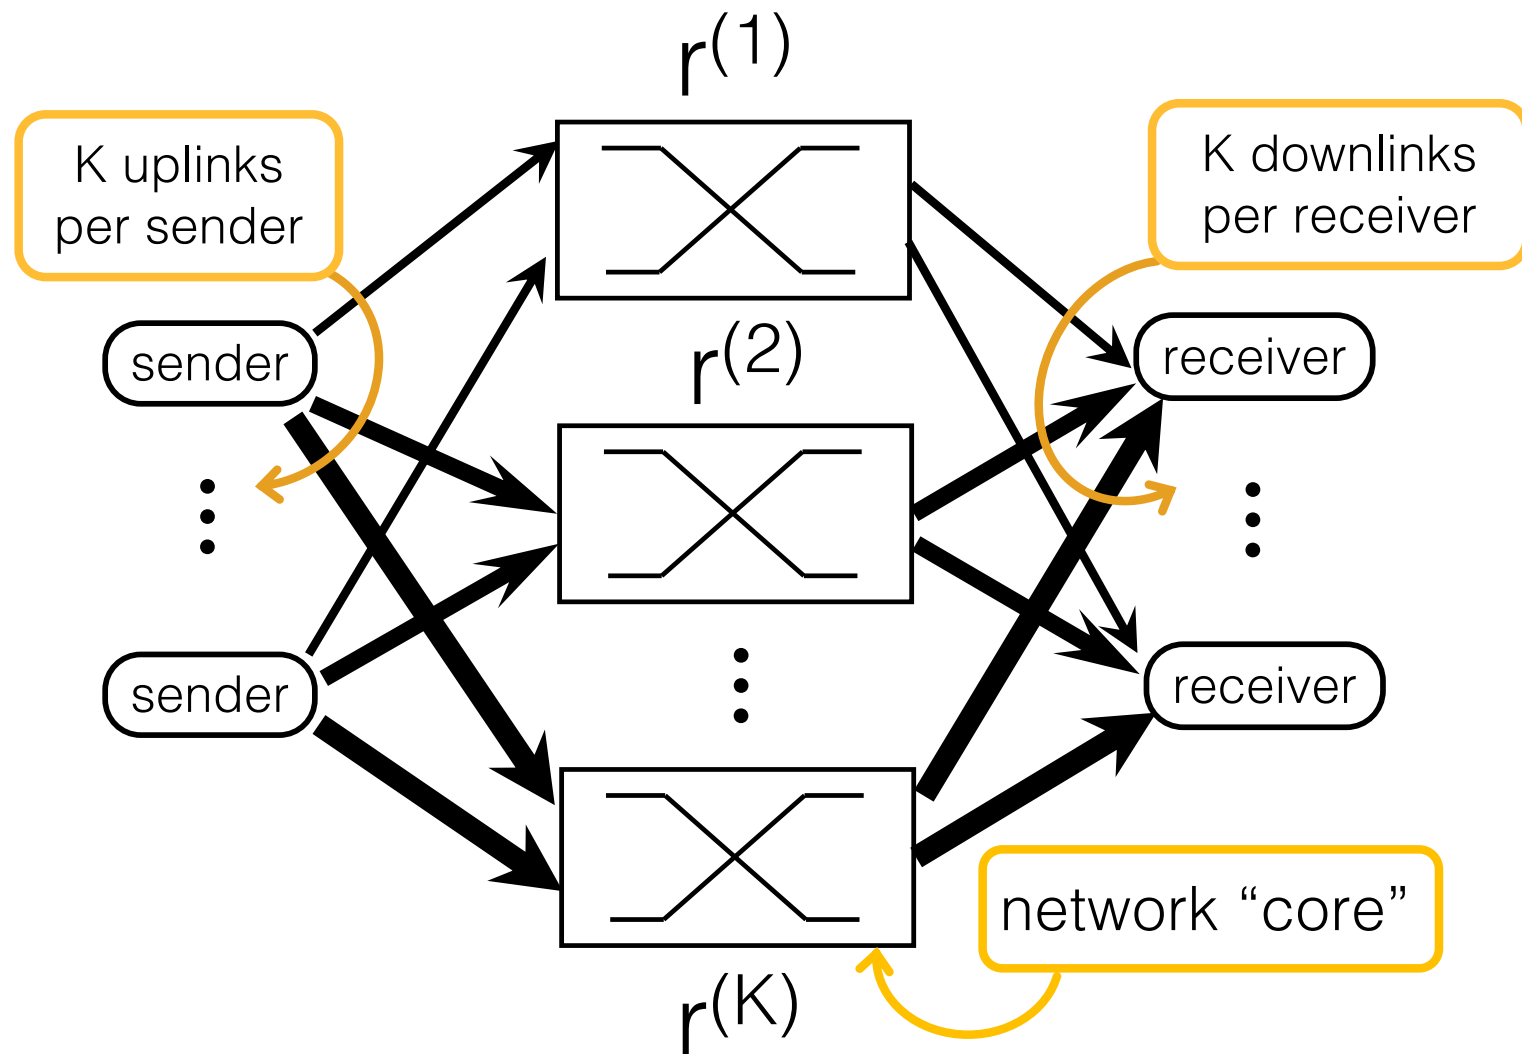 r(1)
K uplinks
per sender
K downlinks
per receiver
sender
r(2)
receiver
sender
receiver
network “core”
r(K)